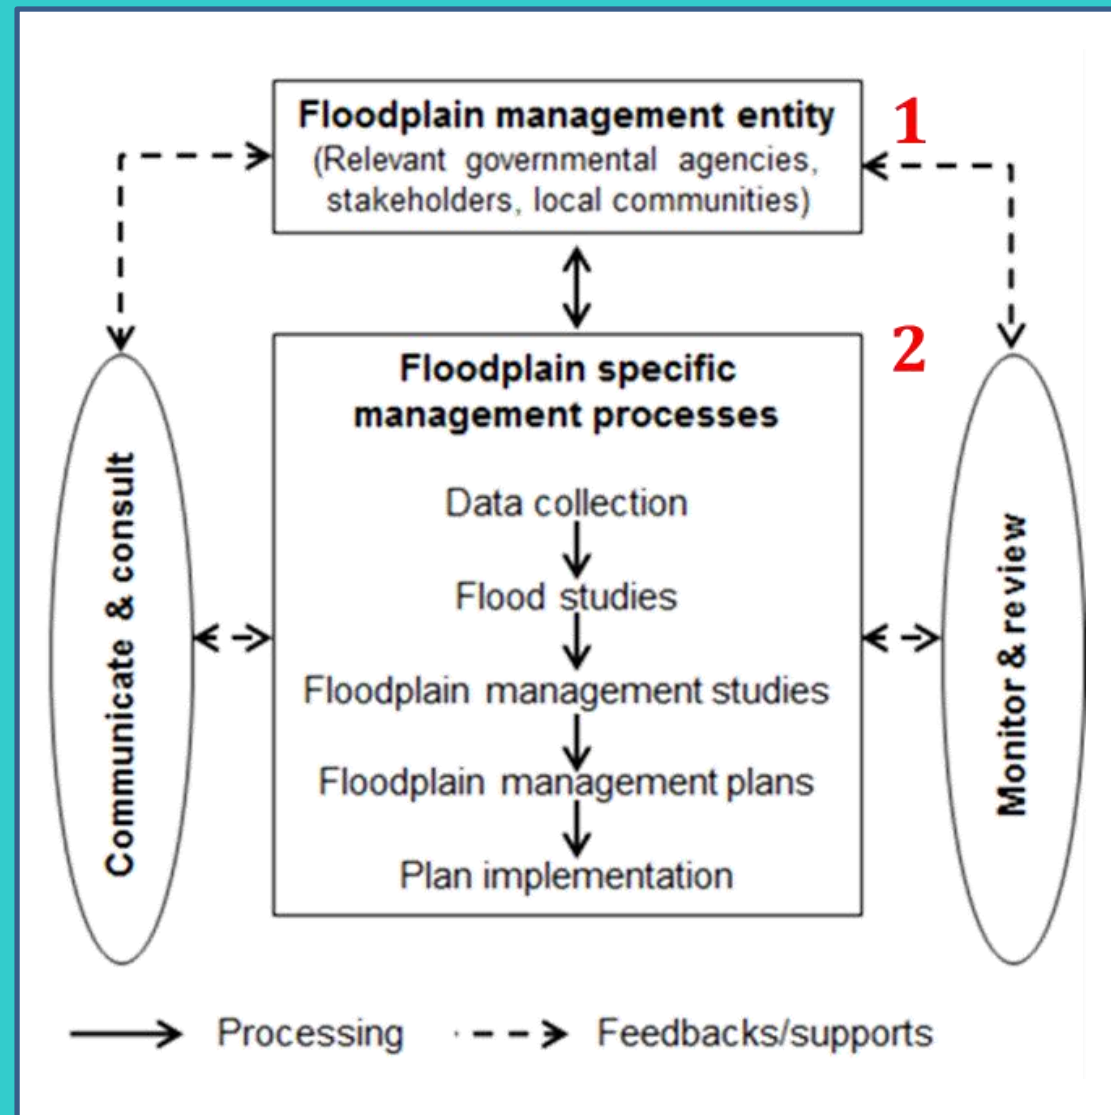 Floodplain management entity
(Relevant governmental agencies,
stakeholders, local communities)
1
2
Floodplain specific
management processes
Data collection
Flood studies
Floodplain management studies
Floodplain management plans
Plan implementation
Communicate & consult
Monitor & review
Processing
Feedbacks/supports